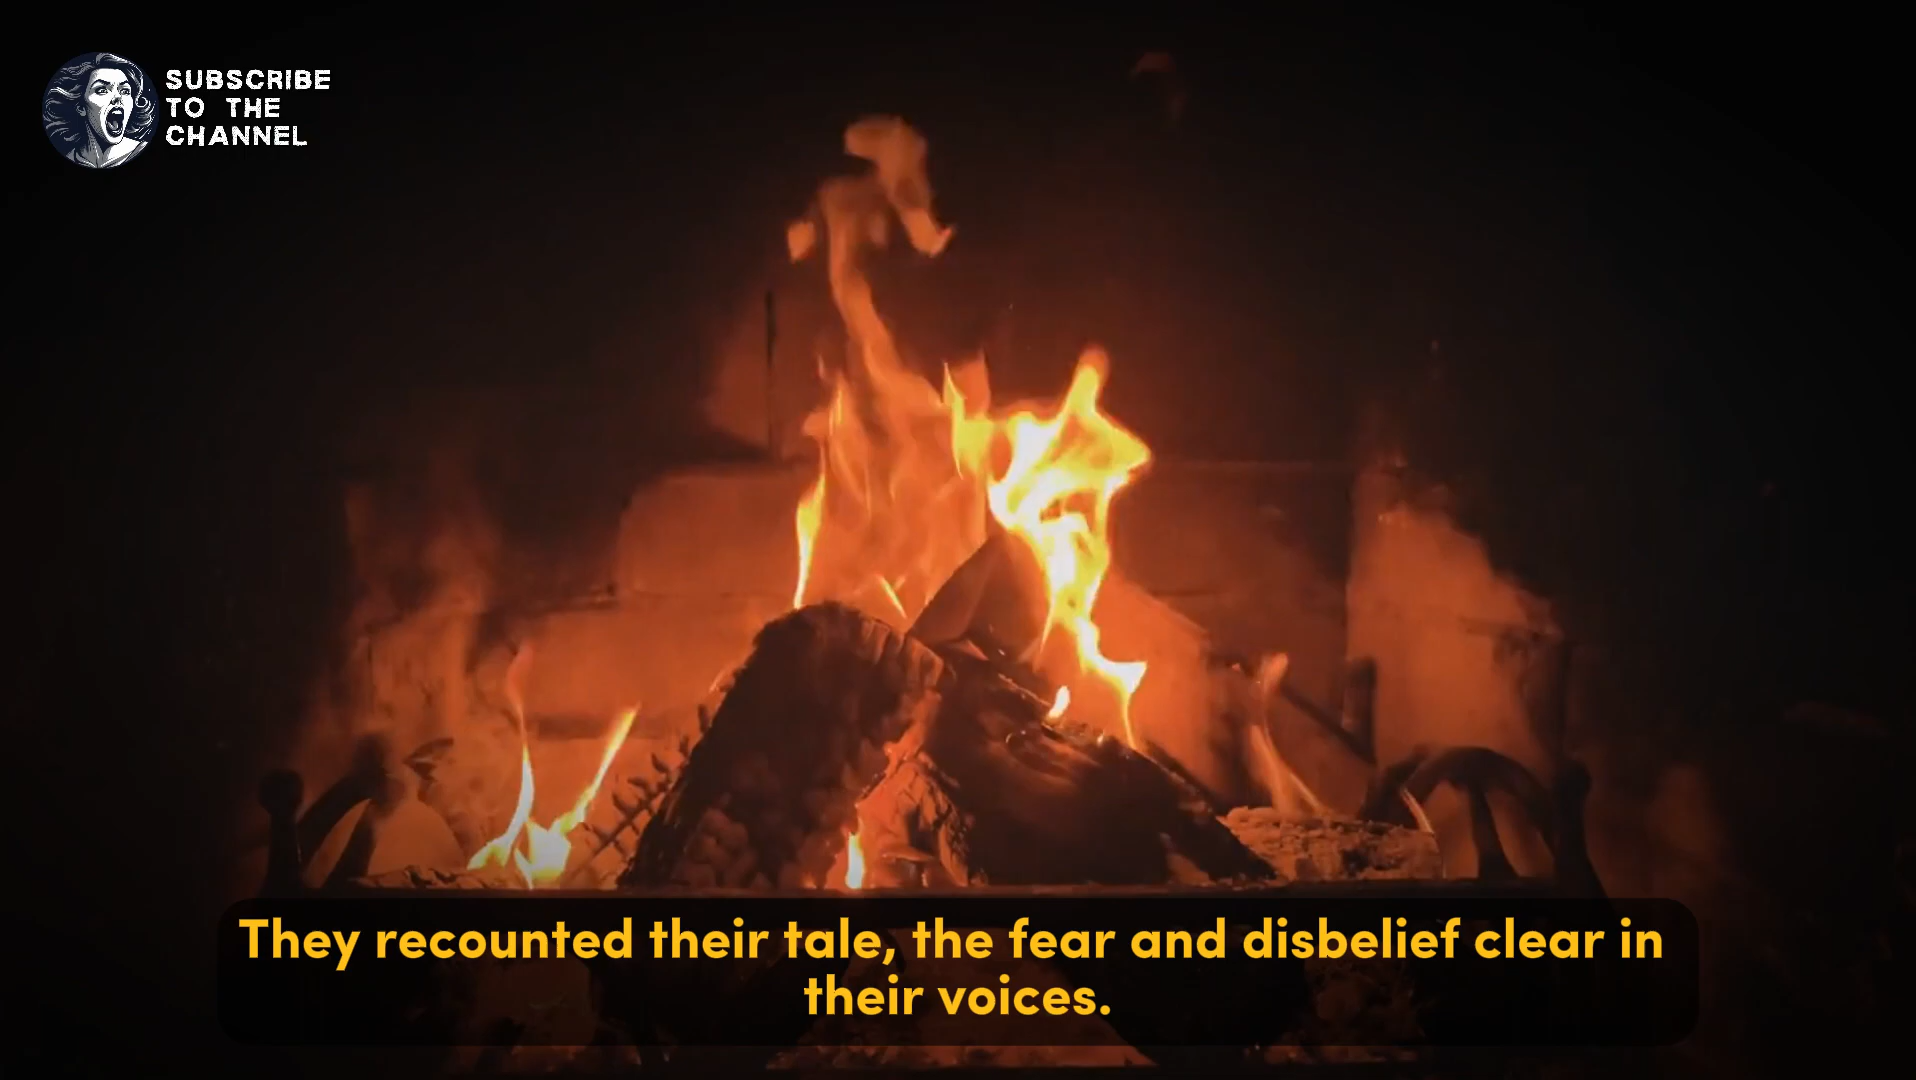 SUBSCRIBE
TO THE
CHANNEL
They recounted their tale, the fear and disbelief clear in
their voices.